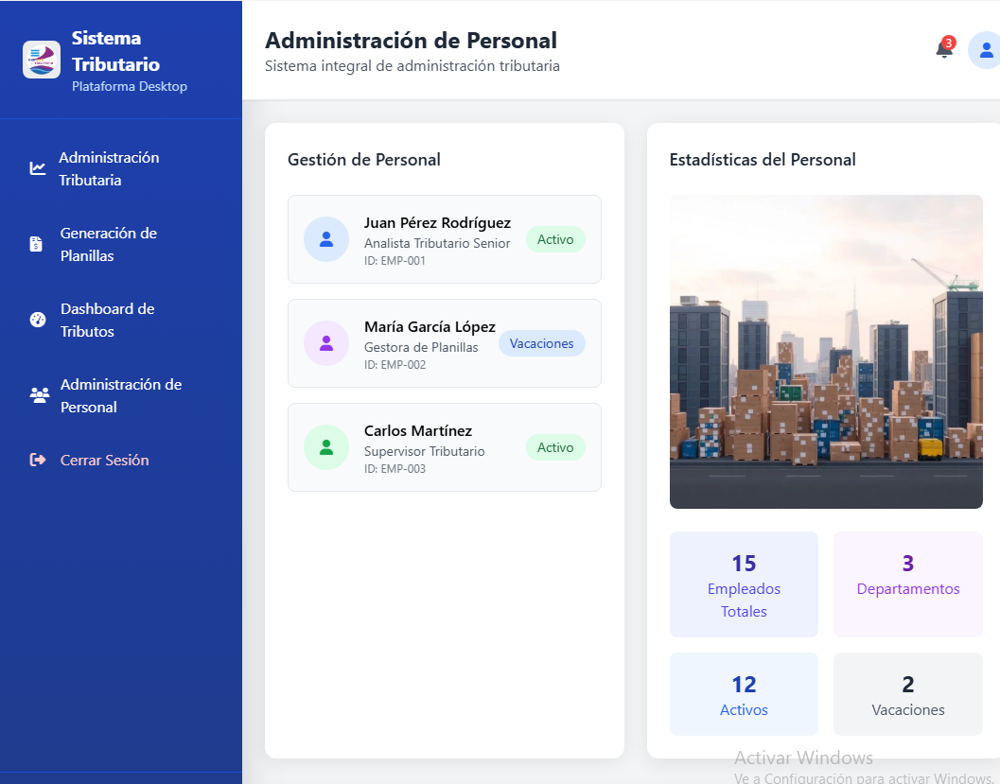 Sistema
Tributario
Plataforma Desktop
Administración
Tributaria
Generación de
Planillas
Dashboard de
Tributos
Administración de
Personal
Cerrar Sesión
Administración de Personal
Sistema integral de administración tributaria
3
Gestión de Personal
Juan Pérez Rodríguez
Analista Tributario Senior
ID: EMP-001
Activo
María García López
Gestora de Planillas
ID: EMP-002
Vacaciones
Carlos Martínez
Supervisor Tributario
ID: EMP-003
Activo
Estadísticas del Personal
15
Empleados
Totales
3
Departamentos
12
Activos
2
Vacaciones
Activar Windows
Ve a Configuración para activar Windows.